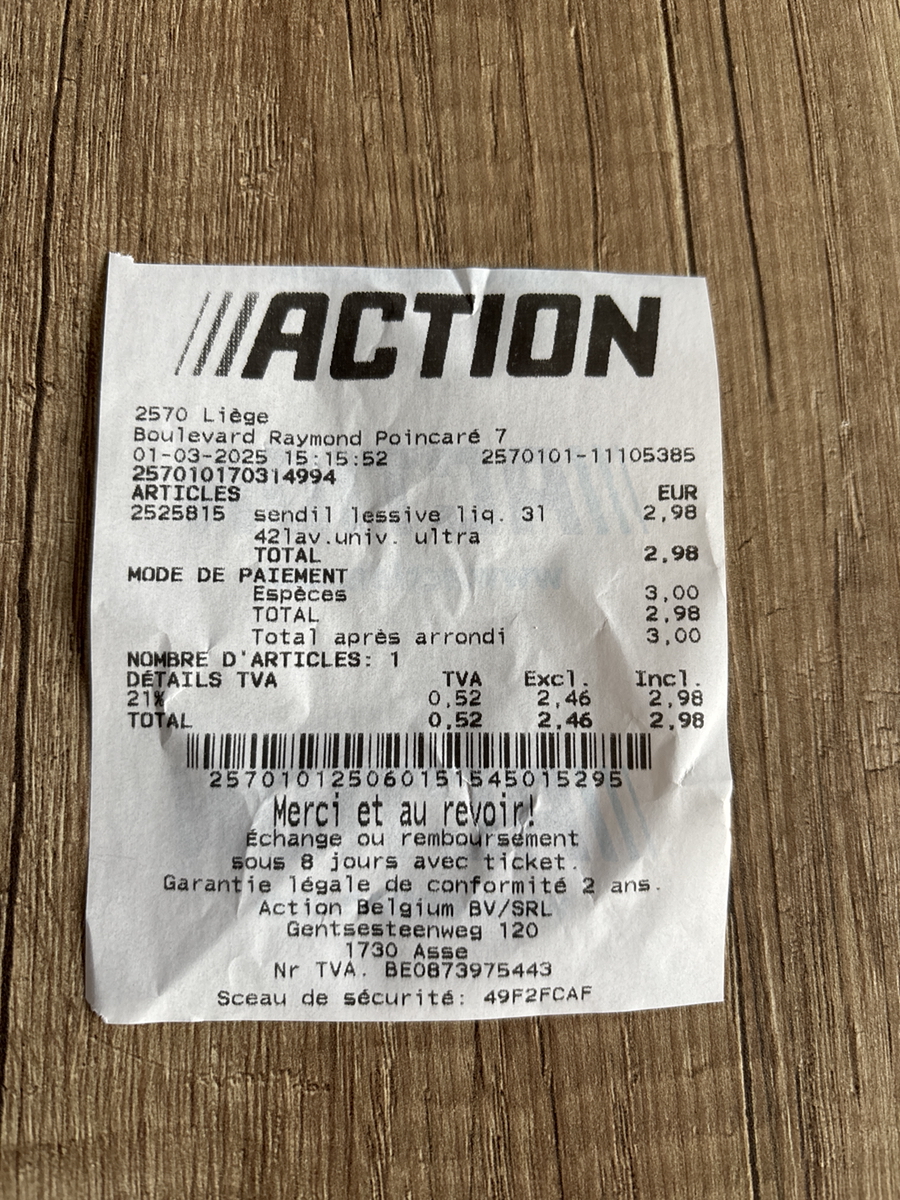 ACTION
2570 Liège
Boulevard Raymond Poincaré 7
01-03-2025 15:15:52 2570101-11105385
257010170314994
ARTICLES EUR
2525815 sendil lessive liq. 3l 2,98
42lav.univ. ultra
TOTAL 2,98
MODE DE PAIEMENT
Espèces 3,00
TOTAL 2,98
Total après arrondi 3,00
NOMBRE D'ARTICLES: 1
DÉTAILS TVA TVA Excl. Incl.
21% 0,52 2,46 2,98
TOTAL 0,52 2,46 2,98
257010125060151545015295
Merci et au revoir!
Échange ou remboursement
sous 8 jours avec ticket.
Garantie légale de conformité 2 ans.
Action Belgium BV/SRL
Gentsesteenweg 120
1730 Asse
Nr TVA. BE0873975443
Sceau de sécurité: 49F2FCAF